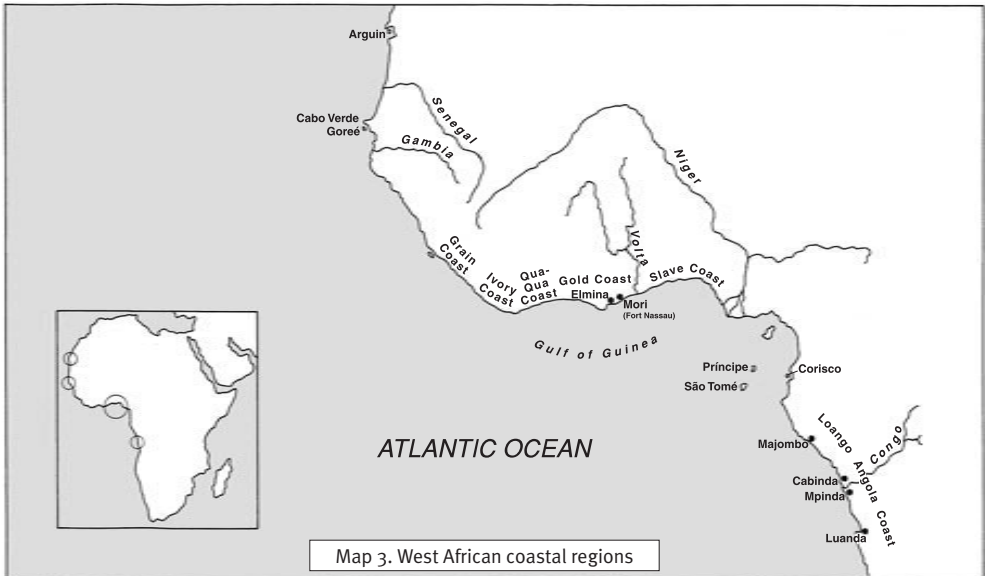 Arguin
Senegal
Cabo Verde
Goreé
Gambia
Niger
Volta
Grain
Coast
Ivory
Coast
Qua-
Qua
Coast
Gold Coast
Slave Coast
Elmina
Mori
(Fort Nassau)
Gulf of Guinea
Príncipe
São Tomé
Corisco
ATLANTIC OCEAN
Majombo
Loango Angola Coast
Congo
Cabinda
Mpinda
Luanda
Map 3. West African coastal regions